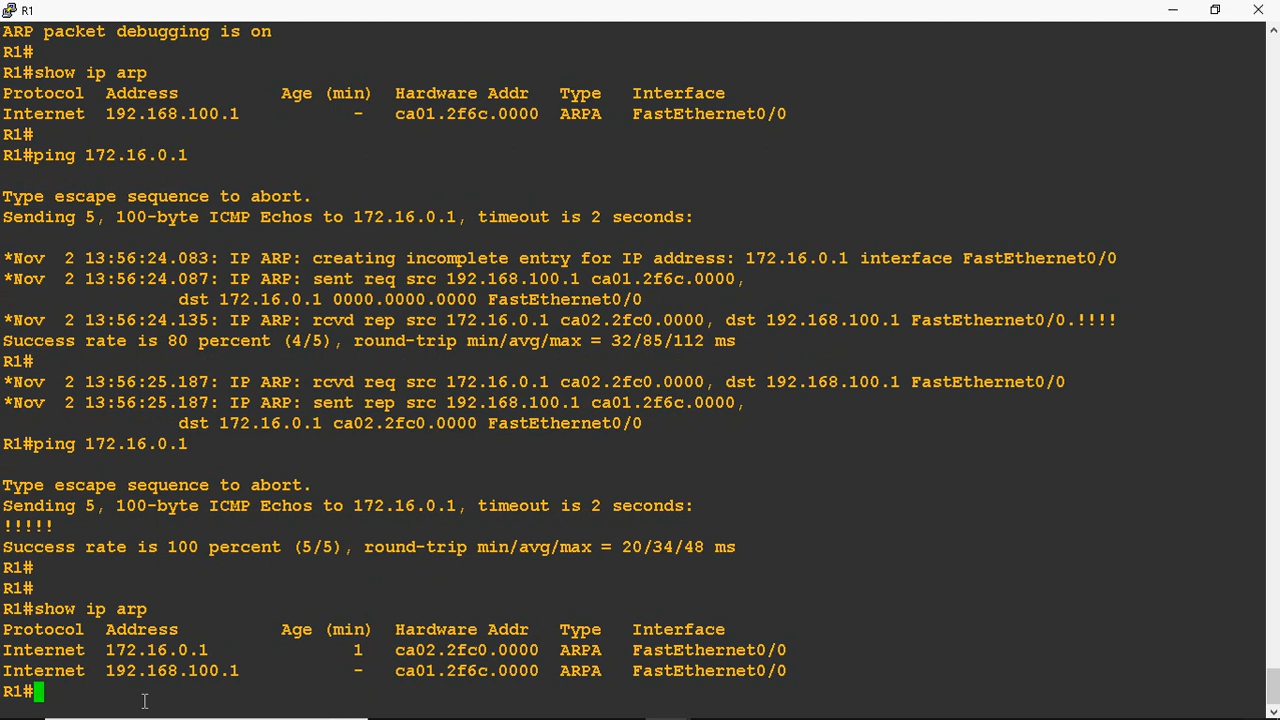 R1
ARP packet debugging is on
R1#
R1#show ip arp
Protocol  Address          Age (min)  Hardware Addr   Type   Interface
Internet  192.168.100.1           -   ca01.2f6c.0000  ARPA   FastEthernet0/0
R1#
R1#ping 172.16.0.1
Type escape sequence to abort.
Sending 5, 100-byte ICMP Echos to 172.16.0.1, timeout is 2 seconds:
*Nov  2 13:56:24.083: IP ARP: creating incomplete entry for IP address: 172.16.0.1 interface FastEthernet0/0
*Nov  2 13:56:24.087: IP ARP: sent req src 192.168.100.1 ca01.2f6c.0000,
                 dst 172.16.0.1 0000.0000.0000 FastEthernet0/0
*Nov  2 13:56:24.135: IP ARP: rcvd rep src 172.16.0.1 ca02.2fc0.0000, dst 192.168.100.1 FastEthernet0/0.!!!!
Success rate is 80 percent (4/5), round-trip min/avg/max = 32/85/112 ms
R1#
*Nov  2 13:56:25.187: IP ARP: rcvd req src 172.16.0.1 ca02.2fc0.0000, dst 192.168.100.1 FastEthernet0/0
*Nov  2 13:56:25.187: IP ARP: sent rep src 192.168.100.1 ca01.2f6c.0000,
                 dst 172.16.0.1 ca02.2fc0.0000 FastEthernet0/0
R1#ping 172.16.0.1
Type escape sequence to abort.
Sending 5, 100-byte ICMP Echos to 172.16.0.1, timeout is 2 seconds:
!!!!!
Success rate is 100 percent (5/5), round-trip min/avg/max = 20/34/48 ms
R1#
R1#
R1#show ip arp
Protocol  Address          Age (min)  Hardware Addr   Type   Interface
Internet  172.16.0.1              1   ca02.2fc0.0000  ARPA   FastEthernet0/0
Internet  192.168.100.1           -   ca01.2f6c.0000  ARPA   FastEthernet0/0
R1#